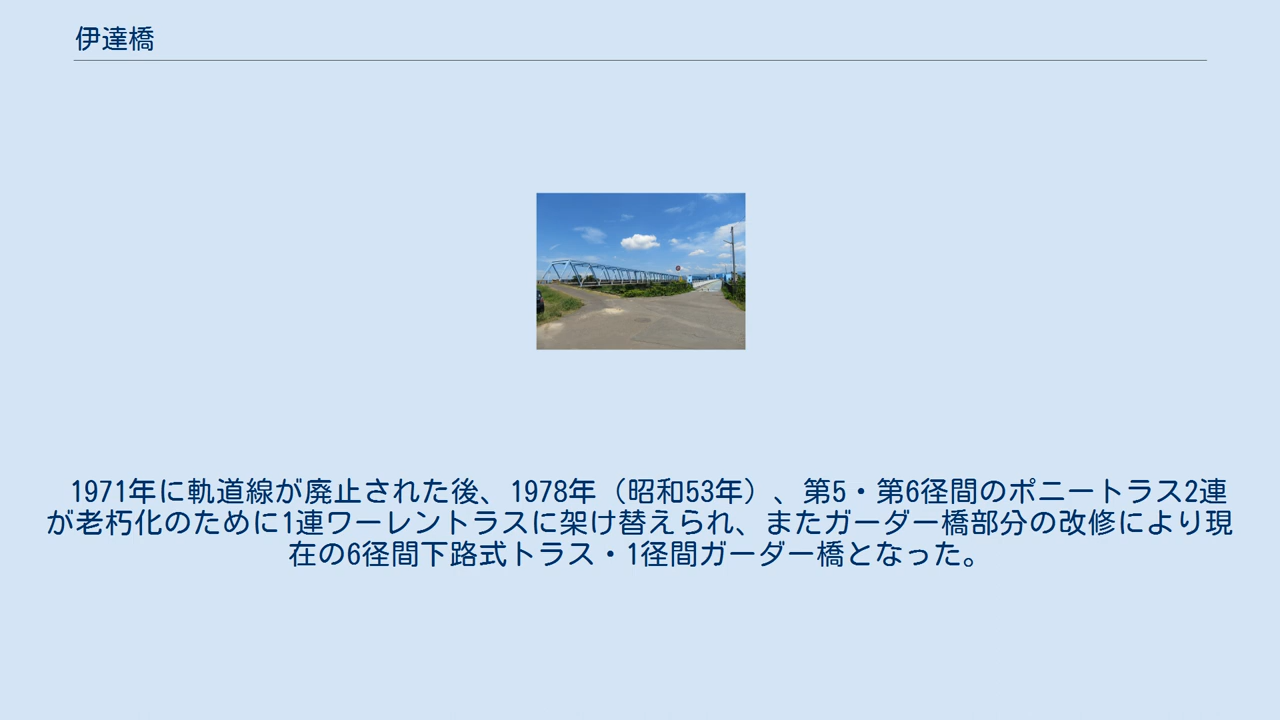 伊達橋
1971年に軌道線が廃止された後、1978年（昭和53年）、第5・第6径間のポニートラス2連
が老朽化のために1連ワーレントラスに架け替えられ、またガーダー橋部分の改修により現
在の6径間下路式トラス・1径間ガーダー橋となった。